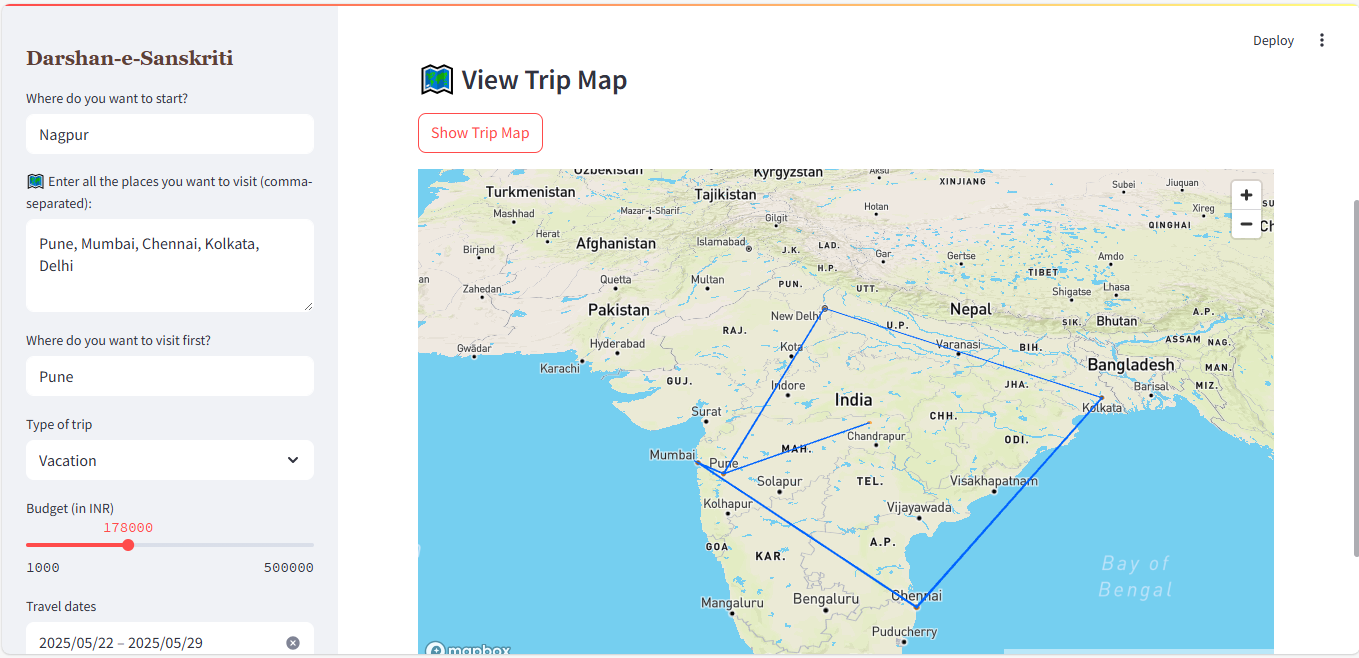 Deploy
Darshan-e-Sanskriti
Where do you want to start?
Nagpur
Enter all the places you want to visit (comma-
separated):
Pune, Mumbai, Chennai, Kolkata,
Delhi
Where do you want to visit first?
Pune
Type of trip
Vacation
Budget (in INR)
178000
1000
500000
Travel dates
2025/05/22 – 2025/05/29
View Trip Map
Show Trip Map
Uzbekistan
Kyrgyzstan
Aksu
XINJIANG
Subei
Jiuquan
Turkmenistan
Tajikistan
Mashhad
Mazar-i-Sharif
Gilgit
Hotan
Xireg
QINGHAI
Herat
Afghanistan
Islamabad
J.K.
LAD.
Birjand
Gar
Gertse
Amdo
H.P.
TIBET
Quetta
Multan
PUN.
UTT.
Zahedan
Shigatse
Lhasa
Pakistan
New Delhi
Nepal
A.P.
SIK.
Bhutan
RAJ.
U.P.
ASSAM
NAG.
Gwādar
Hyderabad
Kota
Varanasi
BIH.
Karachi
Bangladesh
MAN.
GUJ.
Indore
JHA.
Barisal
MIZ.
India
Kolkata
Surat
CHH.
Chandrapur
ODI.
MAH.
Mumbai
Pune
Solapur
TEL.
Visakhapatnam
Kolhapur
Vijayawada
GOA
A.P.
KAR.
Bay of
Bengal
Mangaluru
Bengaluru
Chennai
Puducherry
mapbox